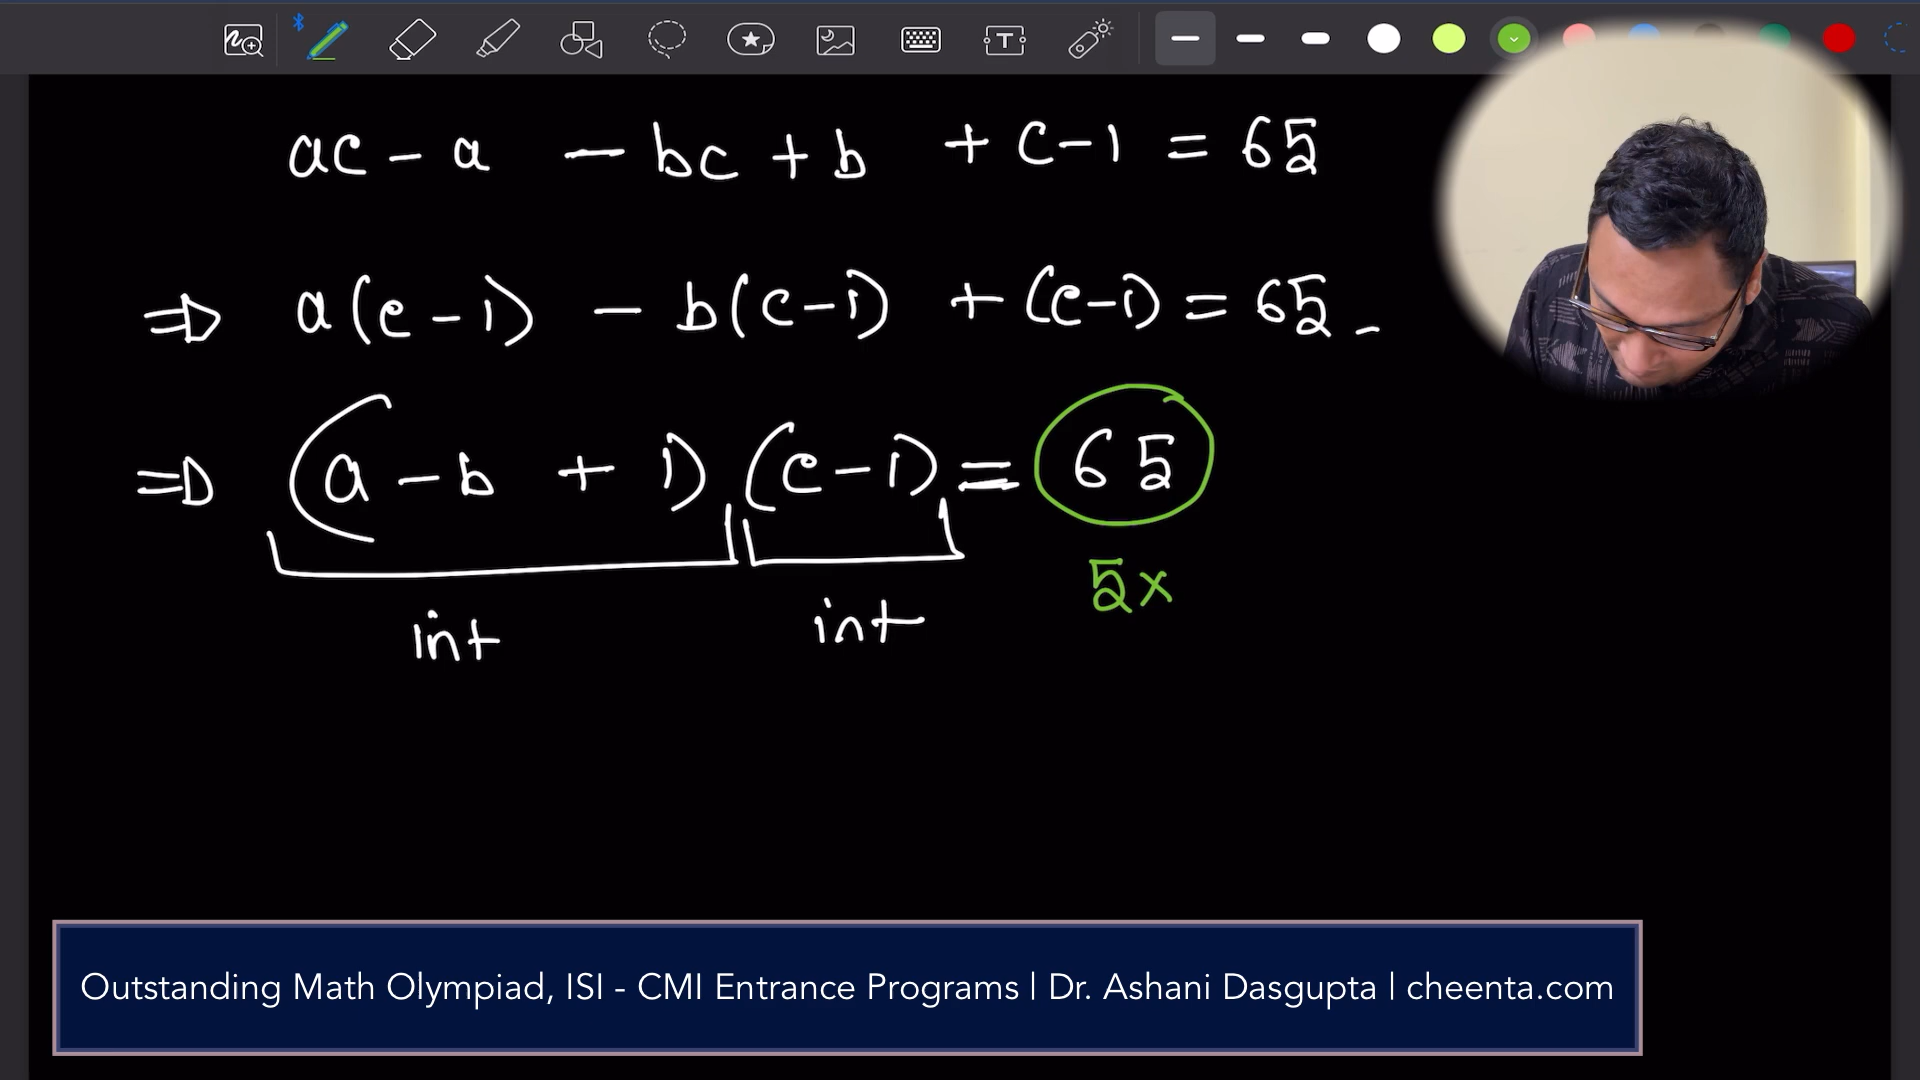 ac - a - bc + b + c - 1 = 65
⇒ a(c - 1) - b(c - 1) + (c - 1) = 65 -
⇒ (a - b + 1) (c - 1) = 65
int int 5x
Outstanding Math Olympiad, ISI - CMI Entrance Programs | Dr. Ashani Dasgupta | cheenta.com